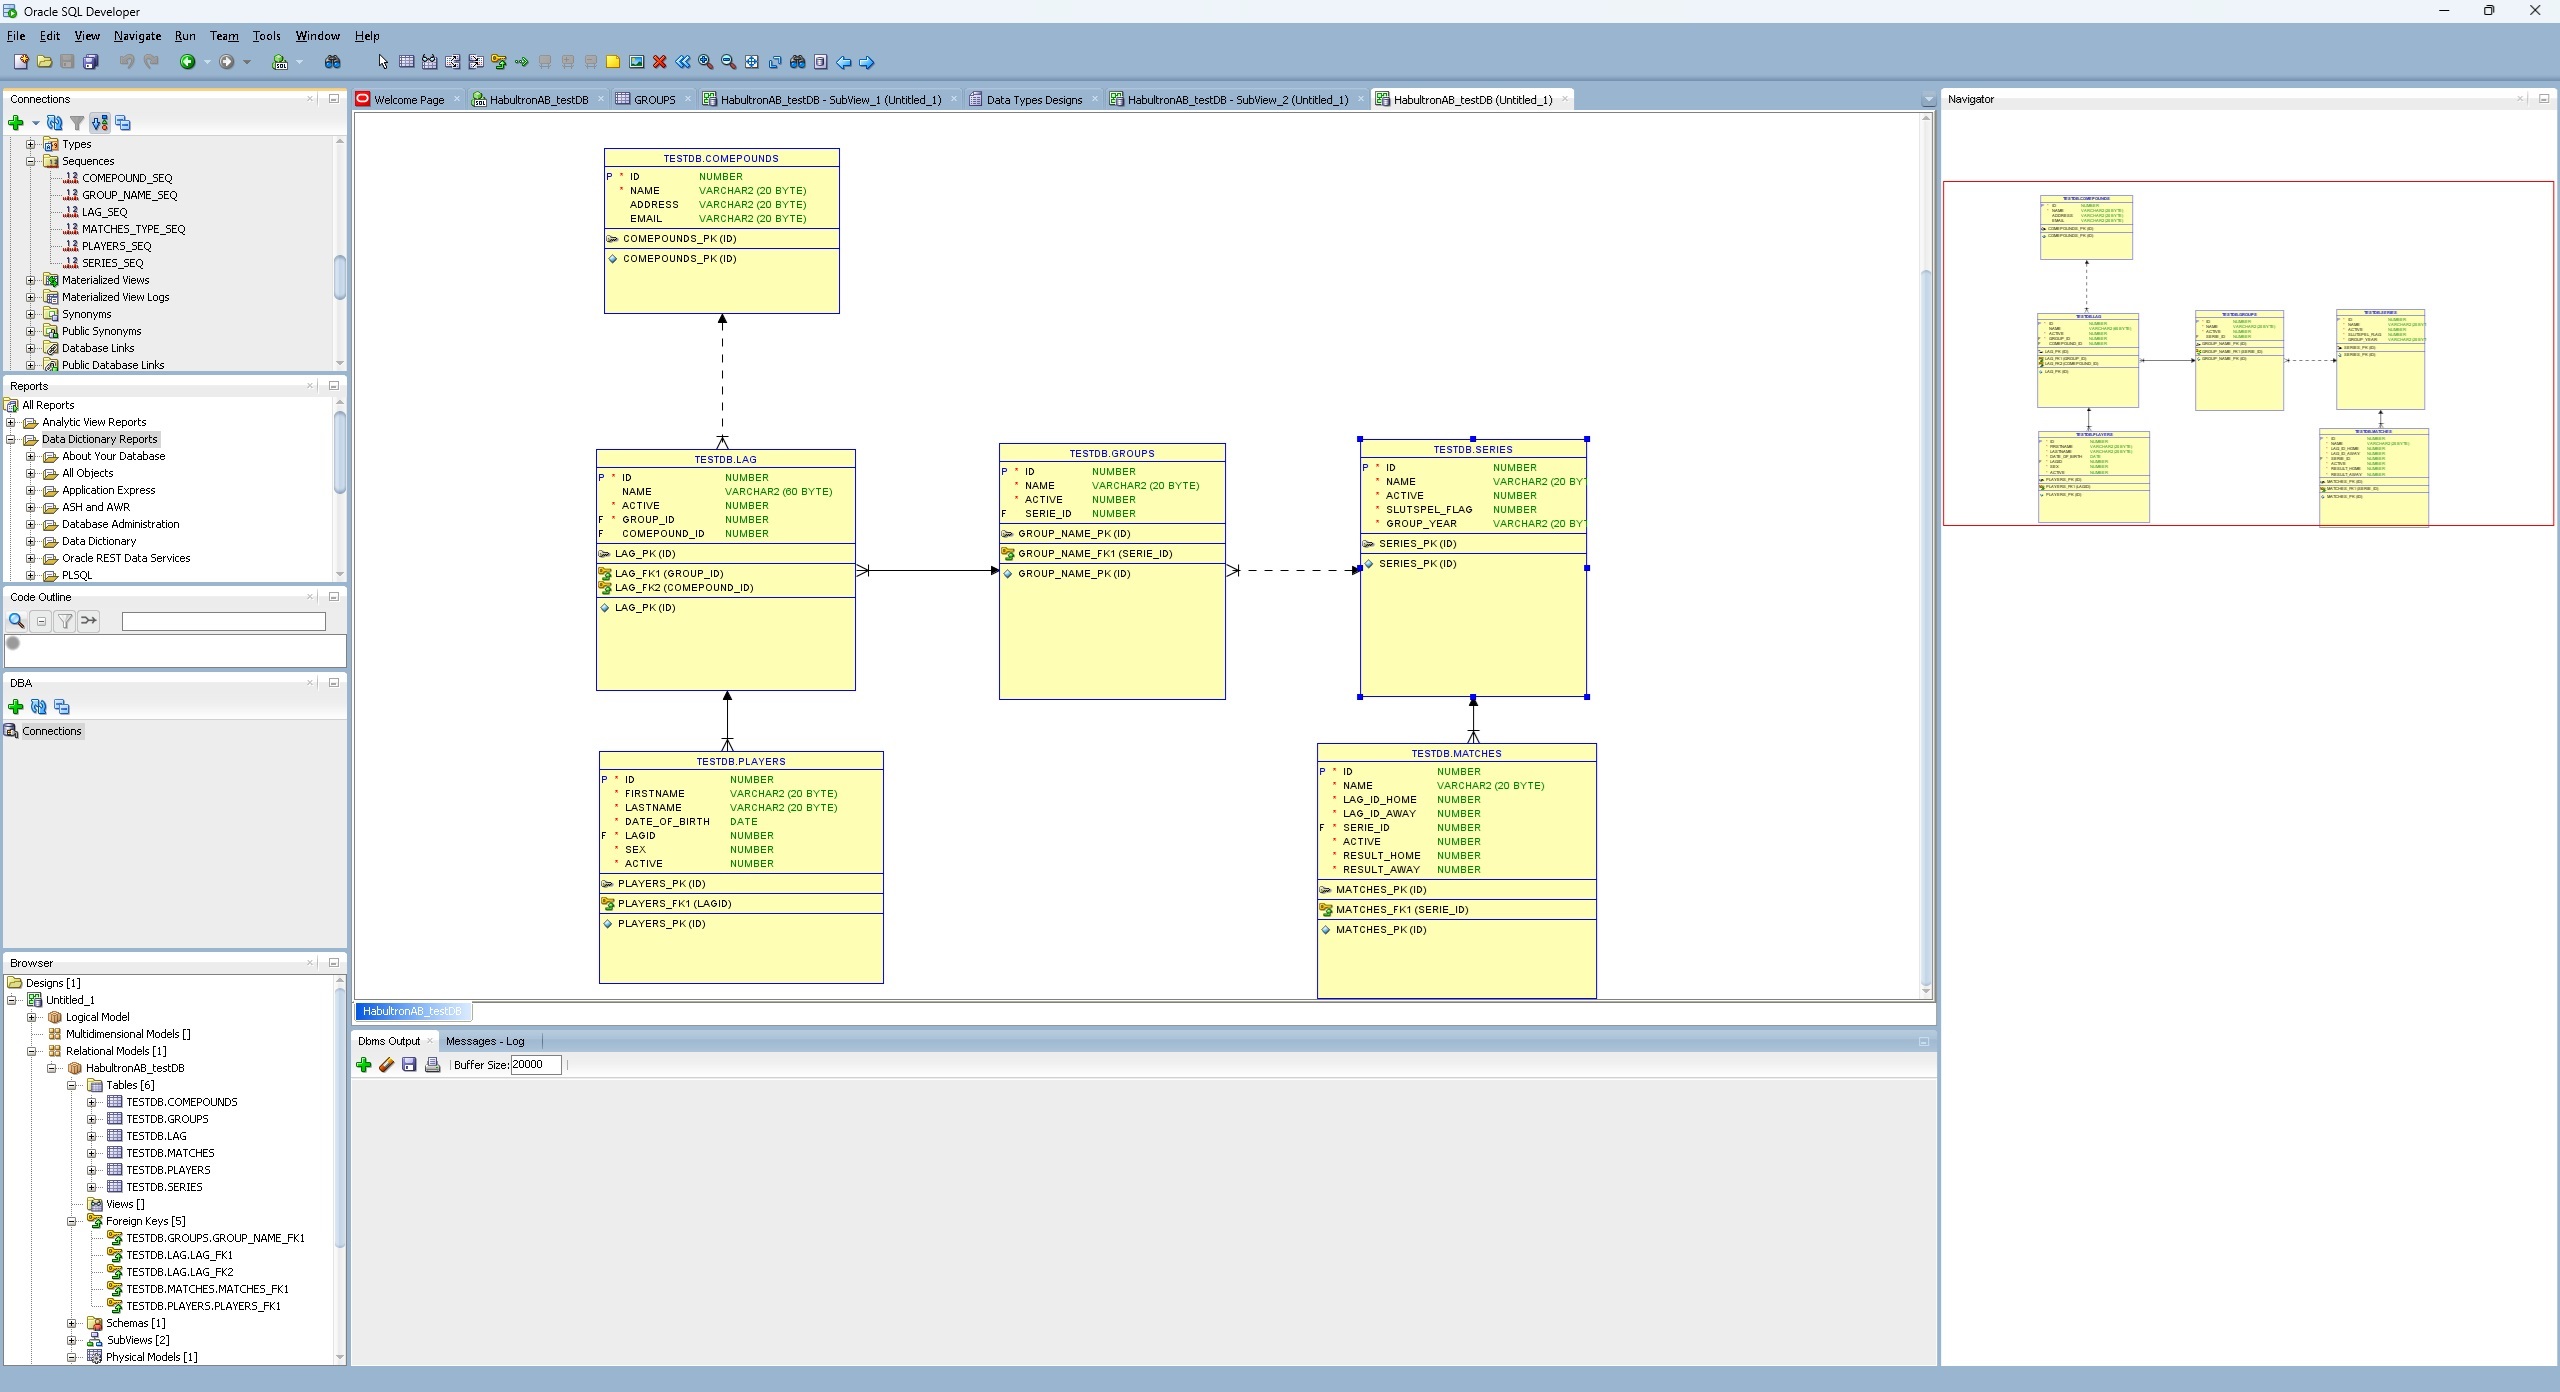 Oracle SQL Developer
File Edit View Navigate Run Team Tools Window Help
Connections
Types
Sequences
COMEPOUND_SEQ
GROUP_NAME_SEQ
LAG_SEQ
MATCHES_TYPE_SEQ
PLAYERS_SEQ
SERIES_SEQ
Materialized Views
Materialized View Logs
Synonyms
Public Synonyms
Database Links
Public Database Links
Reports
All Reports
Analytic View Reports
Data Dictionary Reports
About Your Database
All Objects
Application Express
ASH and AWR
Database Administration
Data Dictionary
Oracle REST Data Services
PLSQL
Code Outline
DBA
Connections
Browser
Designs [1]
Untitled_1
Logical Model
Multidimensional Models []
Relational Models [1]
HabultronAB_testDB
Tables [6]
TESTDB.COMEPOUNDS
TESTDB.GROUPS
TESTDB.LAG
TESTDB.MATCHES
TESTDB.PLAYERS
TESTDB.SERIES
Views []
Foreign Keys [5]
TESTDB.GROUPS.GROUP_NAME_FK1
TESTDB.LAG.LAG_FK1
TESTDB.LAG.LAG_FK2
TESTDB.MATCHES.MATCHES_FK1
TESTDB.PLAYERS.PLAYERS_FK1
Schemas [1]
SubViews [2]
Physical Models [1]
Welcome Page HabultronAB_testDB GROUPS HabultronAB_testDB - SubView_1 (Untitled_1) Data Types Designs HabultronAB_testDB - SubView_2 (Untitled_1) HabultronAB_testDB (Untitled_1)
TESTDB.COMEPOUNDS
P * ID NUMBER
* NAME VARCHAR2 (20 BYTE)
ADDRESS VARCHAR2 (20 BYTE)
EMAIL VARCHAR2 (20 BYTE)
COMEPOUNDS_PK (ID)
COMEPOUNDS_PK (ID)
TESTDB.LAG
P * ID NUMBER
NAME VARCHAR2 (60 BYTE)
* ACTIVE NUMBER
F * GROUP_ID NUMBER
F COMEPOUND_ID NUMBER
LAG_PK (ID)
LAG_FK1 (GROUP_ID)
LAG_FK2 (COMEPOUND_ID)
LAG_PK (ID)
TESTDB.GROUPS
P * ID NUMBER
* NAME VARCHAR2 (20 BYTE)
* ACTIVE NUMBER
F SERIE_ID NUMBER
GROUP_NAME_PK (ID)
GROUP_NAME_FK1 (SERIE_ID)
GROUP_NAME_PK (ID)
TESTDB.SERIES
P * ID NUMBER
* NAME VARCHAR2 (20 BYT
* ACTIVE NUMBER
* SLUTSPEL_FLAG NUMBER
* GROUP_YEAR VARCHAR2 (20 BYT
SERIES_PK (ID)
SERIES_PK (ID)
TESTDB.PLAYERS
P * ID NUMBER
* FIRSTNAME VARCHAR2 (20 BYTE)
* LASTNAME VARCHAR2 (20 BYTE)
* DATE_OF_BIRTH DATE
F * LAGID NUMBER
* SEX NUMBER
* ACTIVE NUMBER
PLAYERS_PK (ID)
PLAYERS_FK1 (LAGID)
PLAYERS_PK (ID)
TESTDB.MATCHES
P * ID NUMBER
* NAME VARCHAR2 (20 BYTE)
* LAG_ID_HOME NUMBER
* LAG_ID_AWAY NUMBER
F * SERIE_ID NUMBER
* ACTIVE NUMBER
* RESULT_HOME NUMBER
* RESULT_AWAY NUMBER
MATCHES_PK (ID)
MATCHES_FK1 (SERIE_ID)
MATCHES_PK (ID)
HabultronAB_testDB
Dbms Output Messages - Log
Buffer Size: 20000
Navigator